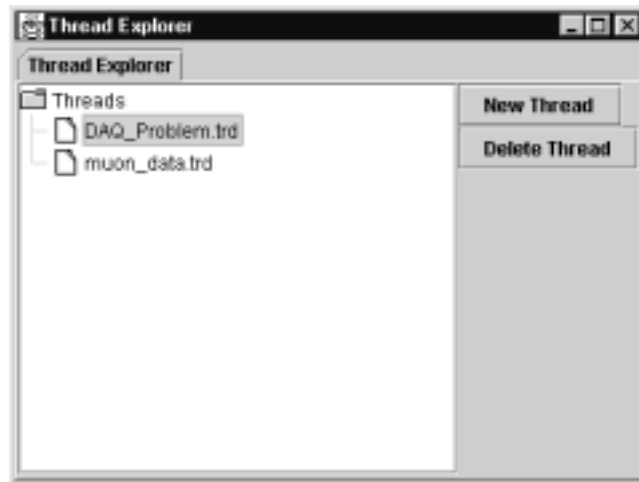 Thread Explorer
Thread Explorer
Threads
DAQ_Problem.trd
muon_data.trd
New Thread
Delete Thread